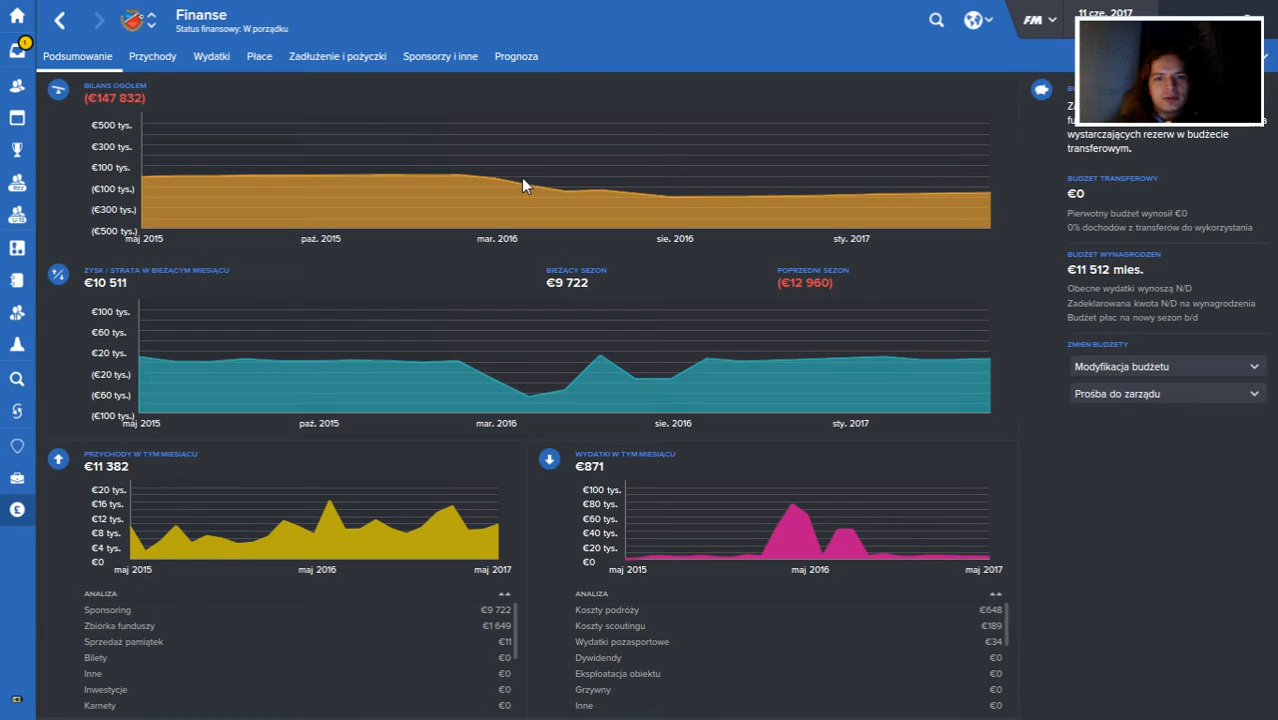 Finanse
Status finansowy: W porządku
FM
11 cze. 2017
Podsumowanie
Przychody
Wydatki
Płace
Zadłużenie i pożyczki
Sponsorzy i inne
Prognoza
1
BILANS OGÓŁEM
(€147 832)
€500 tys.
€300 tys.
€100 tys.
(€100 tys.)
(€300 tys.)
(€500 tys.)
maj 2015
paź. 2015
mar. 2016
sie. 2016
sty. 2017
ZYSK / STRATA W BIEŻĄCYM MIESIĄCU
€10 511
BIEŻĄCY SEZON
€9 722
POPRZEDNI SEZON
(€12 960)
€100 tys.
€60 tys.
€20 tys.
(€20 tys.)
(€60 tys.)
(€100 tys.)
maj 2015
paź. 2015
mar. 2016
sie. 2016
sty. 2017
PRZYCHODY W TYM MIESIĄCU
€11 382
€20 tys.
€16 tys.
€12 tys.
€8 tys.
€4 tys.
€0
maj 2015
maj 2016
maj 2017
ANALIZA
Sponsoring €9 722
Zbiórka funduszy €1 649
Sprzedaż pamiątek €11
Bilety €0
Inne €0
Inwestycje €0
Karnety €0
WYDATKI W TYM MIESIĄCU
€871
€100 tys.
€80 tys.
€60 tys.
€40 tys.
€20 tys.
€0
maj 2015
maj 2016
maj 2017
ANALIZA
Koszty podróży €648
Koszty scoutingu €189
Wydatki pozasportowe €34
Dywidendy €0
Eksploatacja obiektu €0
Grzywny €0
Inne €0
wystarczających rezerw w budżecie
transferowym.
BUDŻET TRANSFEROWY
€0
Pierwotny budżet wynosił €0
0% dochodów z transferów do wykorzystania
BUDŻET WYNAGRODZEŃ
€11 512 mies.
Obecne wydatki wynoszą N/D
Zadeklarowana kwota N/D na wynagrodzenia
Budżet płac na nowy sezon b/d
ZMIEŃ BUDŻETY
Modyfikacja budżetu
Prośba do zarządu